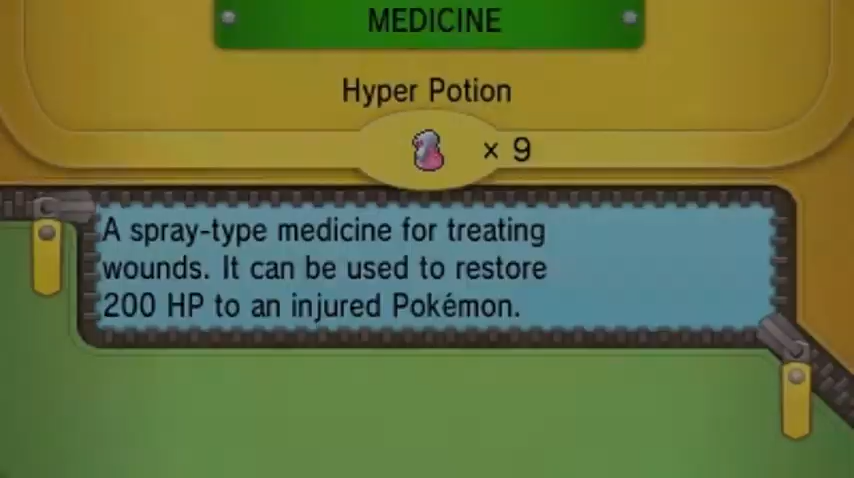 MEDICINE
Hyper Potion
× 9
A spray-type medicine for treating
wounds. It can be used to restore
200 HP to an injured Pokémon.